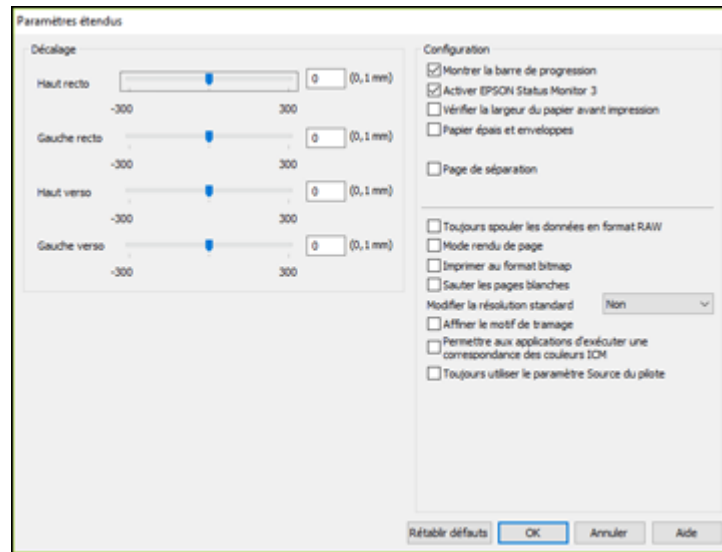 Paramètres étendus
Décalage
Haut recto
0
(0,1 mm)
-300
300
Gauche recto
0
(0,1 mm)
-300
300
Haut verso
0
(0,1 mm)
-300
300
Gauche verso
0
(0,1 mm)
-300
300
Configuration
Montrer la barre de progression
Activer EPSON Status Monitor 3
Vérifier la largeur du papier avant impression
Papier épais et enveloppes
Page de séparation
Toujours spouler les données en format RAW
Mode rendu de page
Imprimer au format bitmap
Sauter les pages blanches
Modifier la résolution standard
Non
Affiner le motif de tramage
Permettre aux applications d'exécuter une
correspondance des couleurs ICM
Toujours utiliser le paramètre Source du pilote
Rétablir défauts
OK
Annuler
Aide